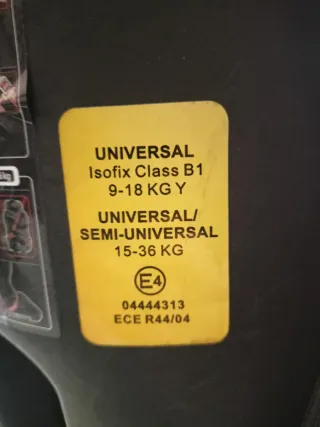 UNIVERSAL
Isofix Class B1
9-18 KG Y
UNIVERSAL/
SEMI-UNIVERSAL
15-36 KG
E4
04444313
ECE R44/04